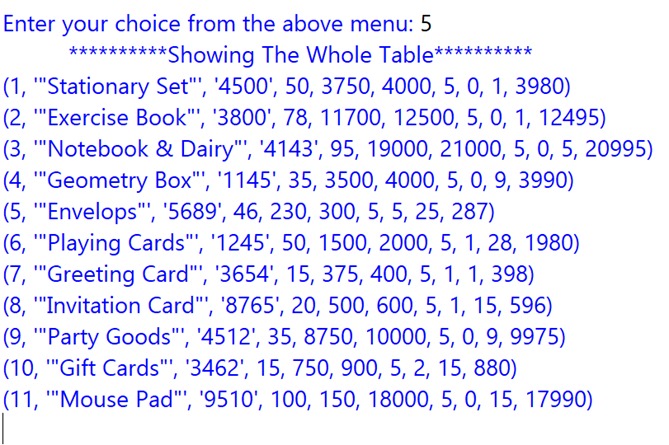 Enter your choice from the above menu: 5
**********Showing The Whole Table**********
(1, '"Stationary Set"', '4500', 50, 3750, 4000, 5, 0, 1, 3980)
(2, '"Exercise Book"', '3800', 78, 11700, 12500, 5, 0, 1, 12495)
(3, '"Notebook & Dairy"', '4143', 95, 19000, 21000, 5, 0, 5, 20995)
(4, '"Geometry Box"', '1145', 35, 3500, 4000, 5, 0, 9, 3990)
(5, '"Envelops"', '5689', 46, 230, 300, 5, 5, 25, 287)
(6, '"Playing Cards"', '1245', 50, 1500, 2000, 5, 1, 28, 1980)
(7, '"Greeting Card"', '3654', 15, 375, 400, 5, 1, 1, 398)
(8, '"Invitation Card"', '8765', 20, 500, 600, 5, 1, 15, 596)
(9, '"Party Goods"', '4512', 35, 8750, 10000, 5, 0, 9, 9975)
(10, '"Gift Cards"', '3462', 15, 750, 900, 5, 2, 15, 880)
(11, '"Mouse Pad"', '9510', 100, 150, 18000, 5, 0, 15, 17990)